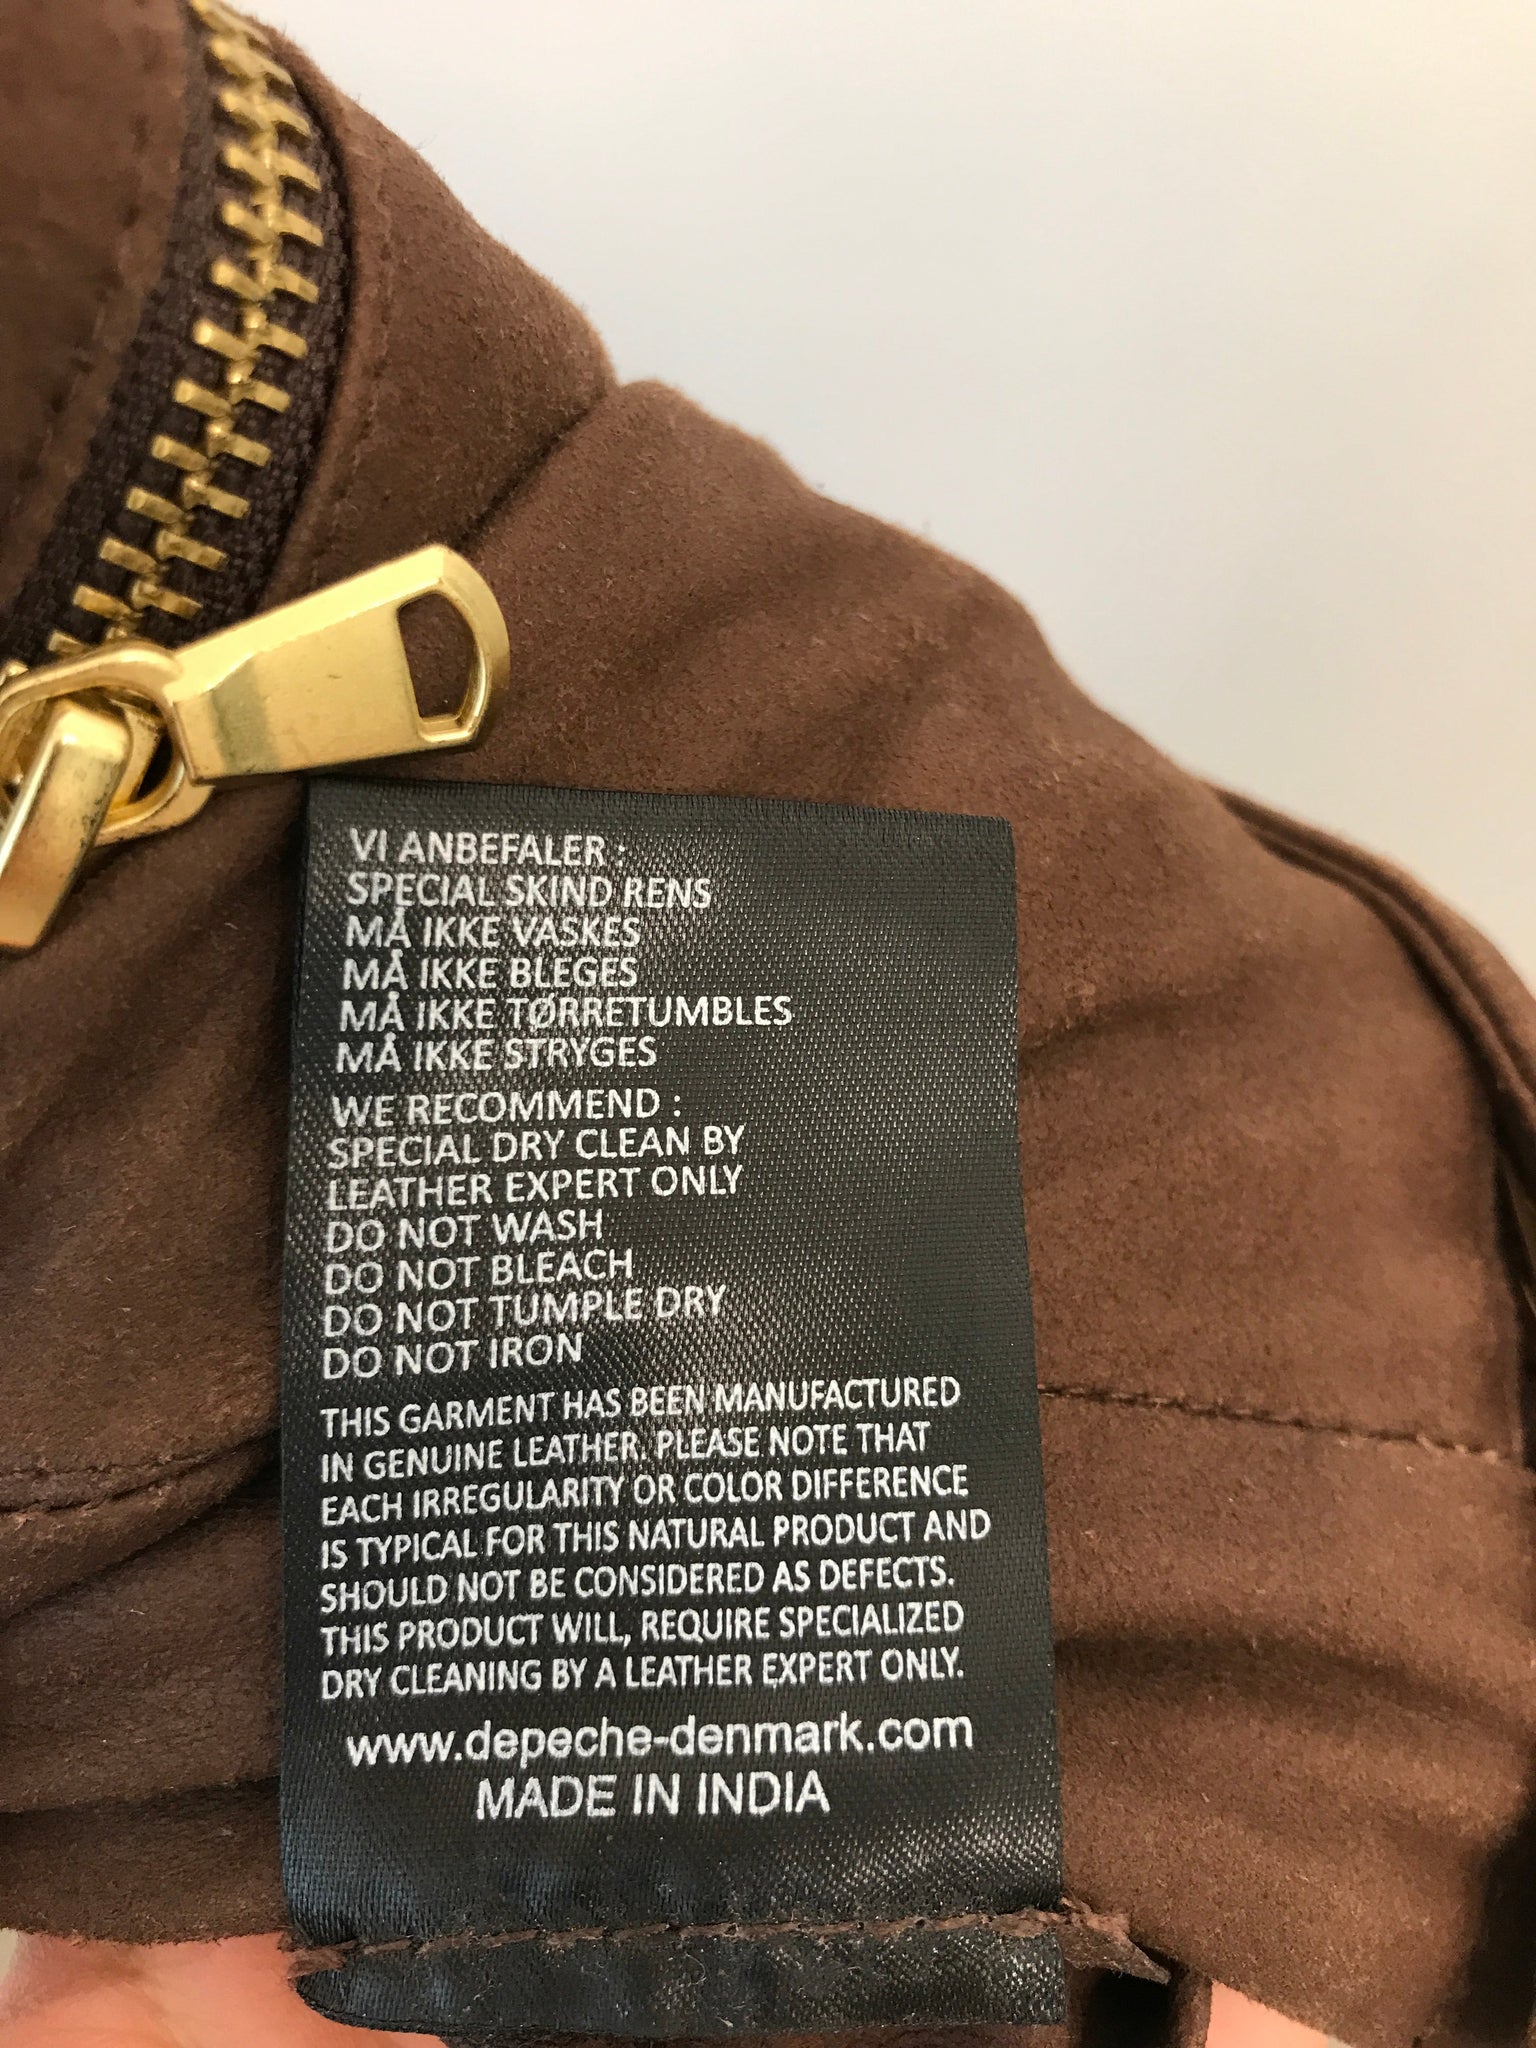 VI ANBEFALER :
SPECIAL SKIND RENS
MÅ IKKE VASKES
MÅ IKKE BLEGES
MÅ IKKE TØRRETUMBLES
MÅ IKKE STRYGES
WE RECOMMEND :
SPECIAL DRY CLEAN BY
LEATHER EXPERT ONLY
DO NOT WASH
DO NOT BLEACH
DO NOT TUMPLE DRY
DO NOT IRON
THIS GARMENT HAS BEEN MANUFACTURED
IN GENUINE LEATHER. PLEASE NOTE THAT
EACH IRREGULARITY OR COLOR DIFFERENCE
IS TYPICAL FOR THIS NATURAL PRODUCT AND
SHOULD NOT BE CONSIDERED AS DEFECTS.
THIS PRODUCT WILL, REQUIRE SPECIALIZED
DRY CLEANING BY A LEATHER EXPERT ONLY.
www.depeche-denmark.com
MADE IN INDIA